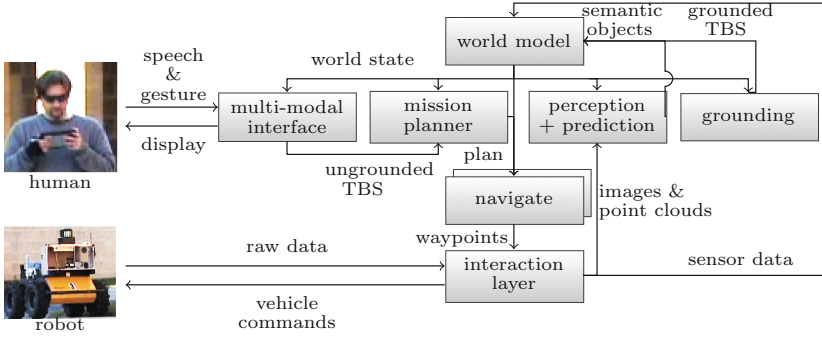 semantic
objects
grounded
TBS
world model
world state
speech
&
gesture
multi-modal
interface
mission
planner
perception
+ prediction
grounding
display
human
ungrounded
TBS
plan
navigate
images &
point clouds
waypoints
raw data
interaction
layer
sensor data
vehicle
commands
robot